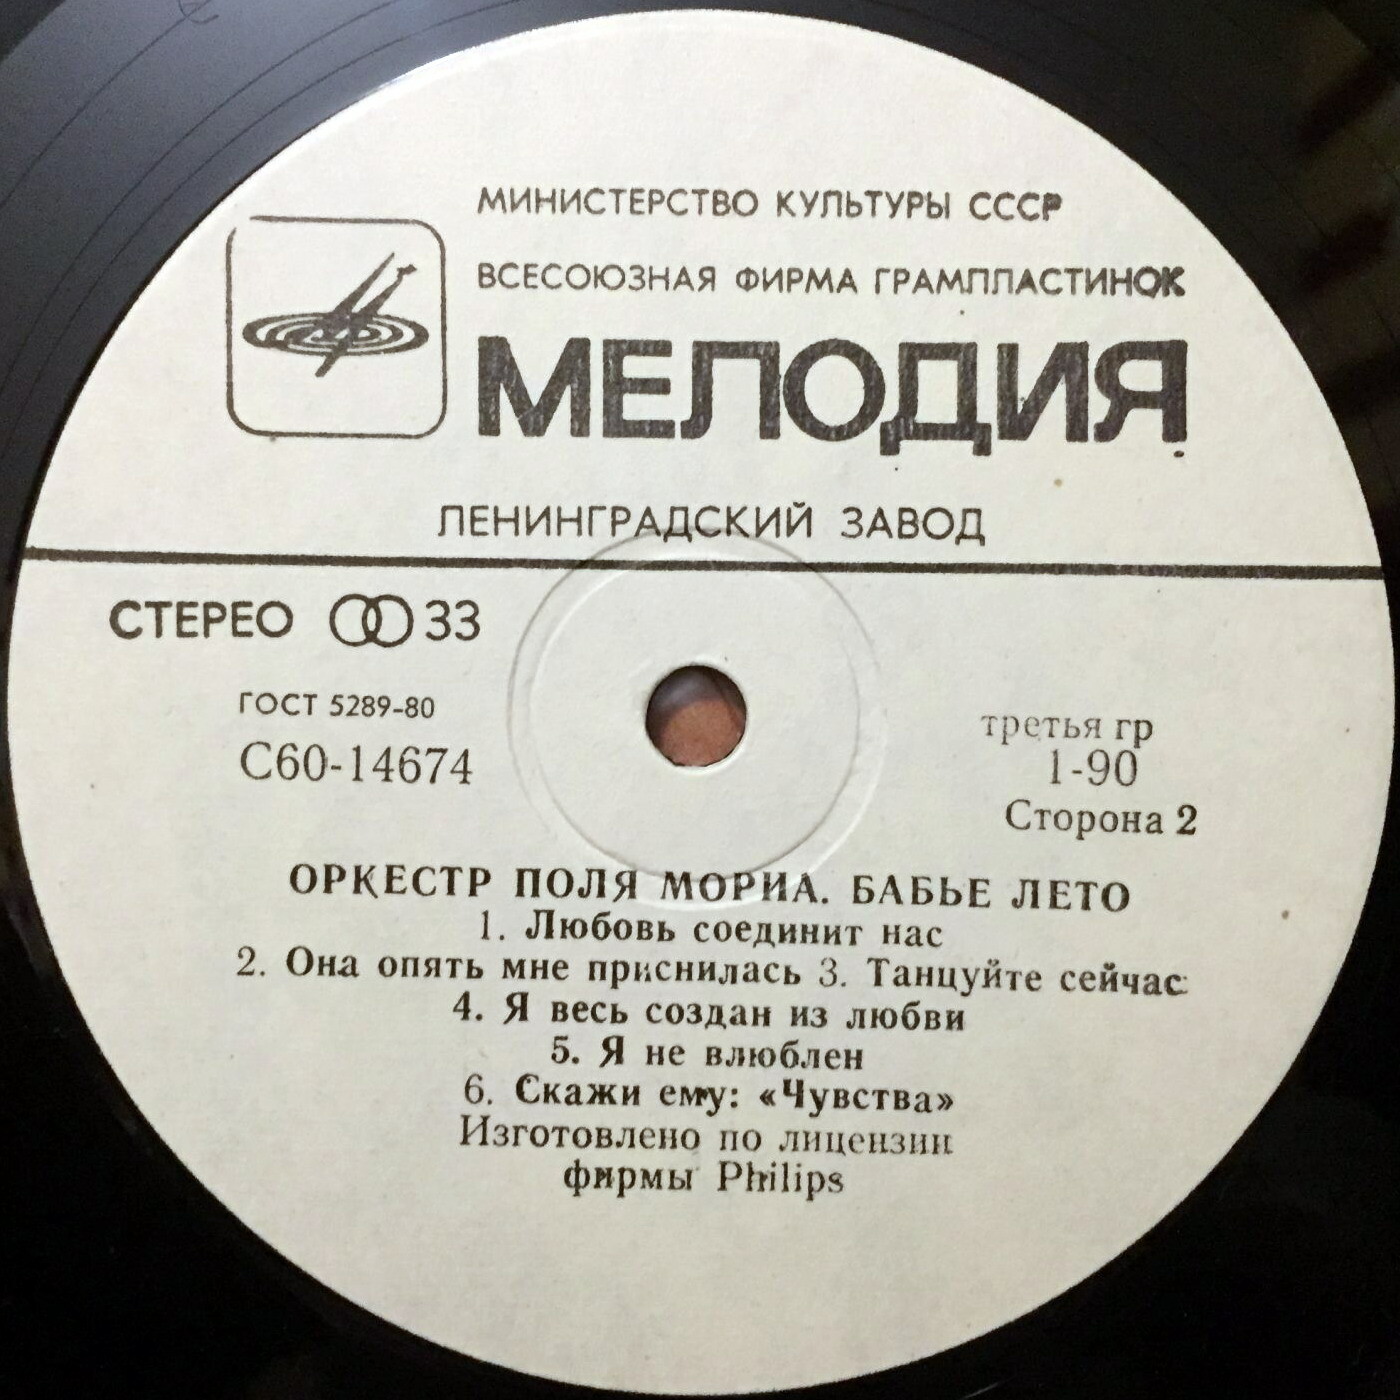 МИНИСТЕРСТВО КУЛЬТУРЫ СССР
ВСЕСОЮЗНАЯ ФИРМА ГРАМПЛАСТИНОК
МЕЛОДИЯ
ЛЕНИНГРАДСКИЙ ЗАВОД
СТЕРЕО 33
ГОСТ 5289-80
С60-14674
третья гр
1-90
Сторона 2
ОРКЕСТР ПОЛЯ МОРИА. БАБЬЕ ЛЕТО
1. Любовь соединит нас
2. Она опять мне приснилась 3. Танцуйте сейчас
4. Я весь создан из любви
5. Я не влюблен
6. Скажи ему: «Чувства»
Изготовлено по лицензии
фирмы Philips